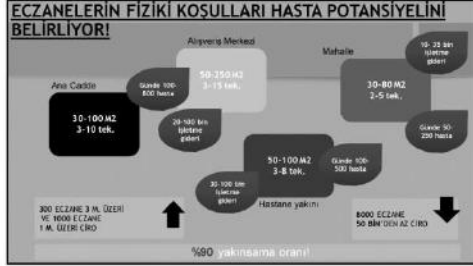 ECZANELERİN FİZİKİ KOŞULLARI HASTA POTANSİYELİNİ
BELİRLİYOR!
Alışveriş Merkezi
50-250 M2
3-15 tek.
Mahalle
10- 25 bin
işletme
gideri
Ana Cadde
30-100 M2
3-10 tek.
Günde 100-
600 hasta
20-100 bin
işletme
gideri
30-80 M2
2-5 tek.
Günde 50-
250 hasta
50-100 M2
3-8 tek.
Günde 100-
500 hasta
30-100 bin
işletme
gideri
Hastane yakını
300 ECZANE 3 M. ÜZERİ
VE 1000 ECZANE
1 M. ÜZERİ CİRO
8000 ECZANE
50 BİN'DEN AZ CİRO
%90 yakınsama oranı!